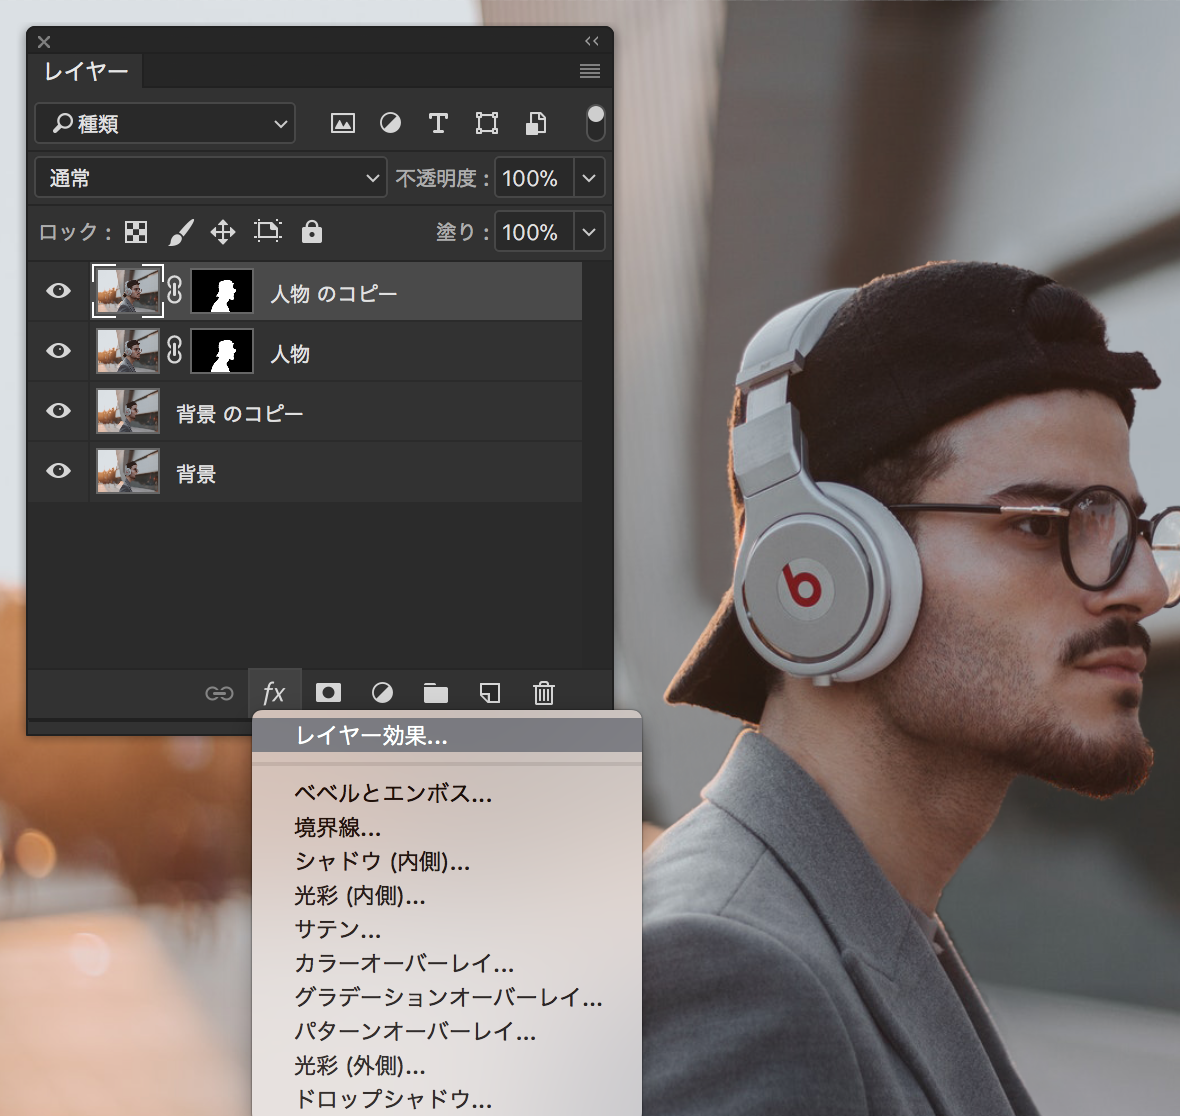 レイヤー
種類
通常 不透明度 : 100%
ロック : 塗り : 100%
人物 のコピー
人物
背景 のコピー
背景
fx
レイヤー効果...
ベベルとエンボス...
境界線...
シャドウ (内側)...
光彩 (内側)...
サテン...
カラーオーバーレイ...
グラデーションオーバーレイ...
パターンオーバーレイ...
光彩 (外側)...
ドロップシャドウ...
b